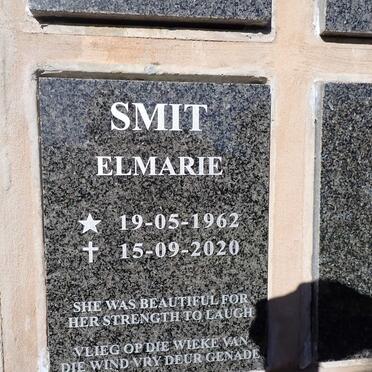 SMIT
ELMARIE
★ 19-05-1962
✝ 15-09-2020
SHE WAS BEAUTIFUL FOR
HER STRENGTH TO LAUGH
VLIEG OP DIE WIEKE VAN
DIE WIND VRY DEUR GENADE